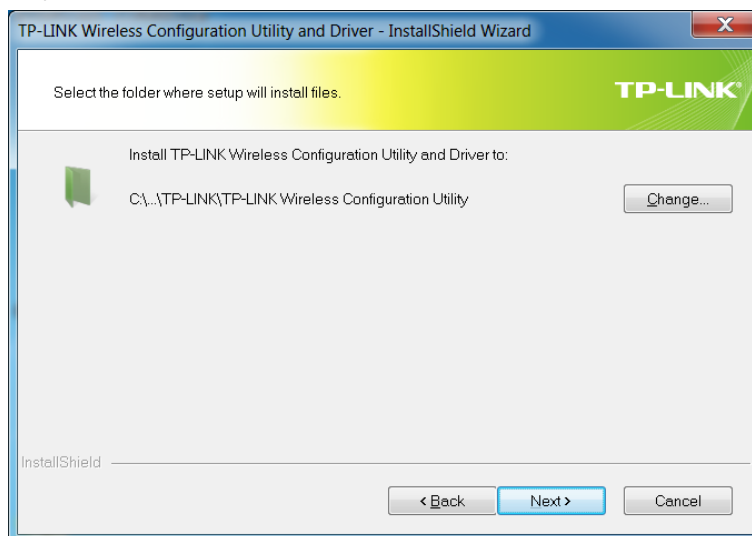 TP-LINK Wireless Configuration Utility and Driver - InstallShield Wizard
X
Select the folder where setup will install files.
TP-LINK®
Install TP-LINK Wireless Configuration Utility and Driver to:
C:\...\TP-LINK\TP-LINK Wireless Configuration Utility
Change...
InstallShield
< Back
Next >
Cancel